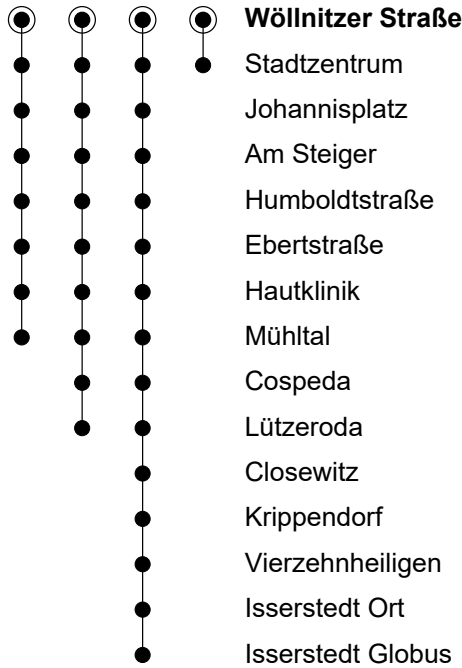 Wöllnitzer Straße
Stadtzentrum
Johannisplatz
Am Steiger
Humboldtstraße
Ebertstraße
Hautklinik
Mühltal
Cospeda
Lützeroda
Closewitz
Krippendorf
Vierzehnheiligen
Isserstedt Ort
Isserstedt Globus